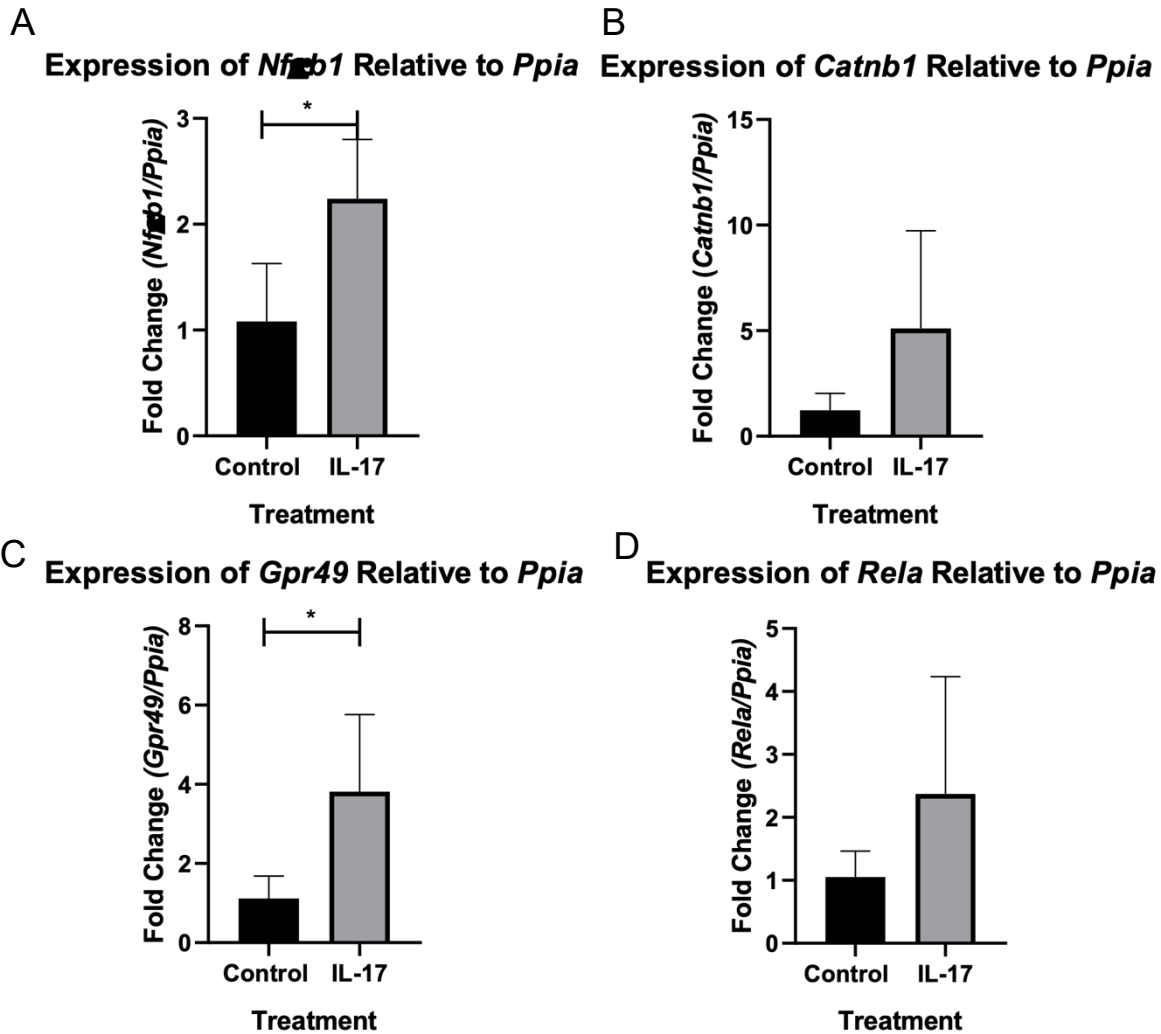 A
Expression of Relative to Ppia
*
Fold Change
3
2
1
0
Control IL-17
Treatment
B
Expression of Catnb1 Relative to Ppia
Fold Change (Catnb1/Ppia)
15
10
5
0
Control IL-17
Treatment
C
Expression of Gpr49 Relative to Ppia
*
Fold Change (Gpr49/Ppia)
8
6
4
2
0
Control IL-17
Treatment
D
Expression of Rela Relative to Ppia
Fold Change (Rela/Ppia)
5
4
3
2
1
0
Control IL-17
Treatment